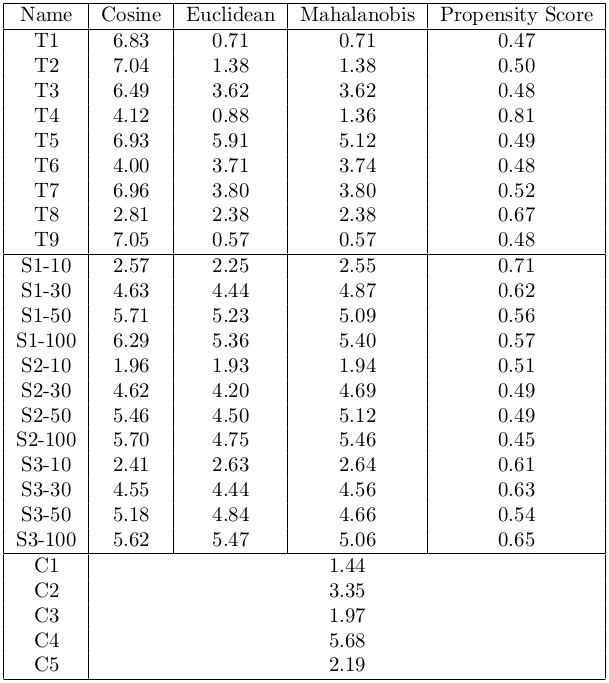 Name Cosine Euclidean Mahalanobis Propensity Score
T1 6.83 0.71 0.71 0.47
T2 7.04 1.38 1.38 0.50
T3 6.49 3.62 3.62 0.48
T4 4.12 0.88 1.36 0.81
T5 6.93 5.91 5.12 0.49
T6 4.00 3.71 3.74 0.48
T7 6.96 3.80 3.80 0.52
T8 2.81 2.38 2.38 0.67
T9 7.05 0.57 0.57 0.48
S1-10 2.57 2.25 2.55 0.71
S1-30 4.63 4.44 4.87 0.62
S1-50 5.71 5.23 5.09 0.56
S1-100 6.29 5.36 5.40 0.57
S2-10 1.96 1.93 1.94 0.51
S2-30 4.62 4.20 4.69 0.49
S2-50 5.46 4.50 5.12 0.49
S2-100 5.70 4.75 5.46 0.45
S3-10 2.41 2.63 2.64 0.61
S3-30 4.55 4.44 4.56 0.63
S3-50 5.18 4.84 4.66 0.54
S3-100 5.62 5.47 5.06 0.65
C1 1.44
C2 3.35
C3 1.97
C4 5.68
C5 2.19